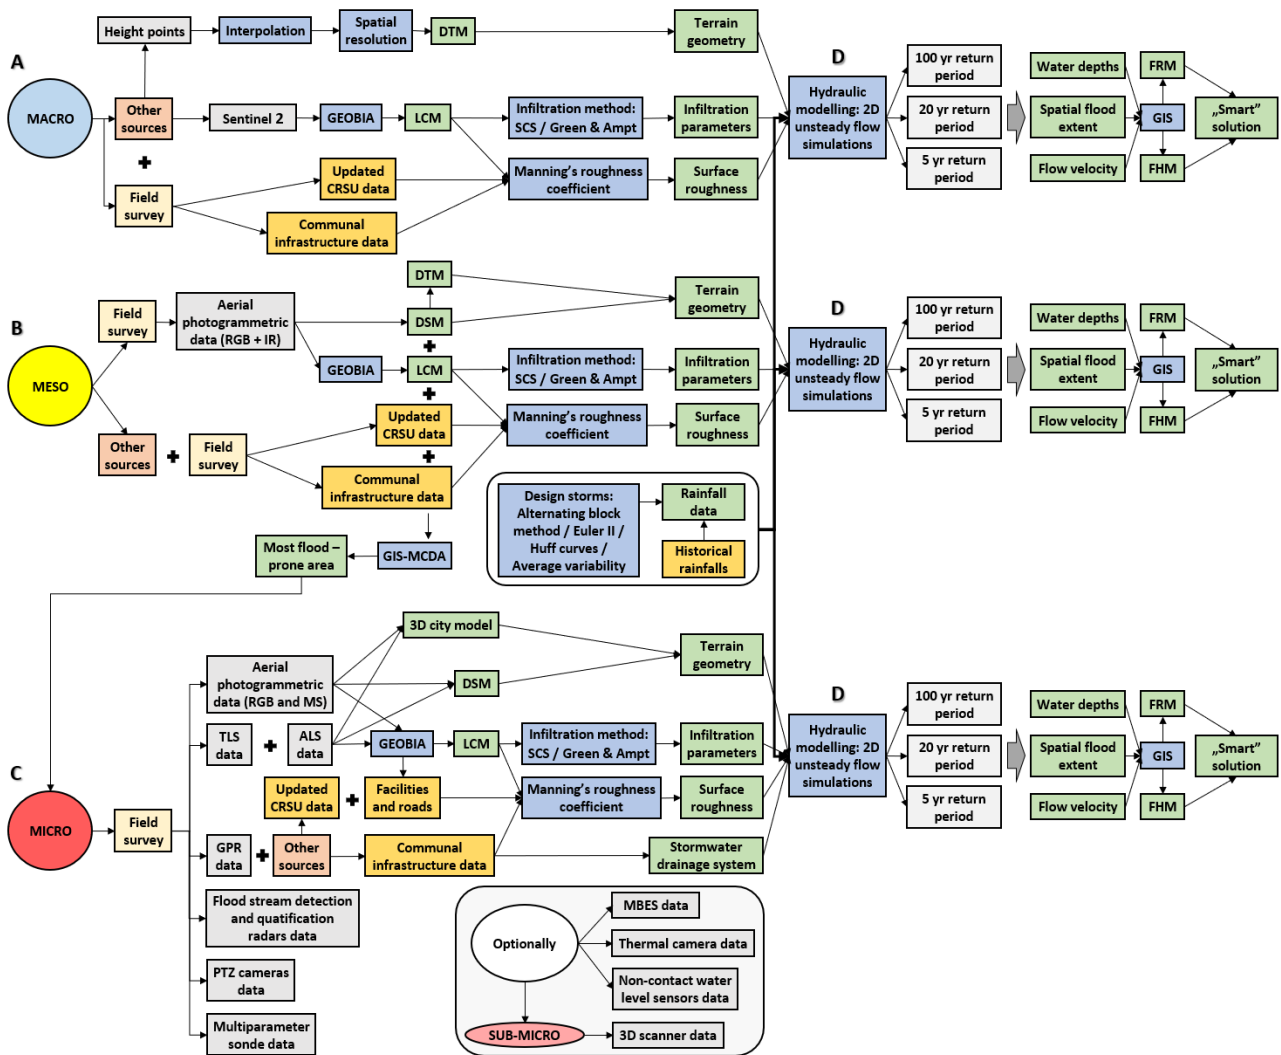 A
MACRO
Height points
Interpolation
Spatial
resolution
DTM
Terrain
geometry
Other
sources
Sentinel 2
GEOBIA
LCM
Infiltration method:
SCS / Green & Ampt
Infiltration
parameters
Field
survey
Updated
CRSU data
Communal
infrastructure data
Manning's roughness
coefficient
Surface
roughness
D
Hydraulic
modelling: 2D
unsteady flow
simulations
100 yr return
period
20 yr return
period
5 yr return
period
Water depths
Spatial flood
extent
Flow velocity
FRM
GIS
FHM
„Smart"
solution
B
MESO
Field
survey
Aerial
photogrammetric
data (RGB + IR)
DTM
DSM
Terrain
geometry
GEOBIA
LCM
Infiltration method:
SCS / Green & Ampt
Infiltration
parameters
Other
sources
Field
survey
Updated
CRSU data
Communal
infrastructure data
Manning's roughness
coefficient
Surface
roughness
D
Hydraulic
modelling: 2D
unsteady flow
simulations
100 yr return
period
20 yr return
period
5 yr return
period
Water depths
Spatial flood
extent
Flow velocity
FRM
GIS
FHM
„Smart"
solution
Design storms:
Alternating block
method / Euler II /
Huff curves /
Average variability
Rainfall
data
Historical
rainfalls
GIS-MCDA
Most flood –
prone area
C
MICRO
Field
survey
Aerial
photogrammetric
data (RGB and MS)
3D city model
DSM
Terrain
geometry
TLS
data
ALS
data
GEOBIA
LCM
Infiltration method:
SCS / Green & Ampt
Infiltration
parameters
Updated
CRSU data
Facilities
and roads
Manning's roughness
coefficient
Surface
roughness
GPR
data
Other
sources
Communal
infrastructure data
Stormwater
drainage system
Flood stream detection
and quatification
radars data
PTZ cameras
data
Multiparameter
sonde data
D
Hydraulic
modelling: 2D
unsteady flow
simulations
100 yr return
period
20 yr return
period
5 yr return
period
Water depths
Spatial flood
extent
Flow velocity
FRM
GIS
FHM
„Smart"
solution
Optionally
MBES data
Thermal camera data
Non-contact water
level sensors data
SUB-MICRO
3D scanner data